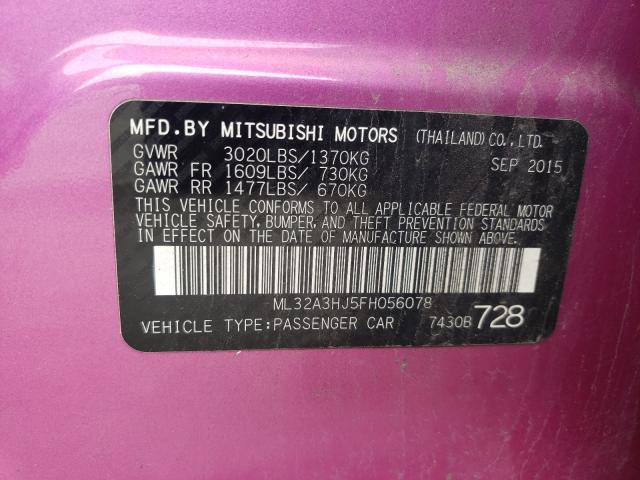 MFD.BY MITSUBISHI MOTORS (THAILAND) CO., LTD.
GVWR 3020LBS/1370KG SEP 2015
GAWR FR 1609LBS/ 730KG
GAWR RR 1477LBS/ 670KG
THIS VEHICLE CONFORMS TO ALL APPLICABLE FEDERAL MOTOR
VEHICLE SAFETY, BUMPER, AND THEFT PREVENTION STANDARDS
IN EFFECT ON THE DATE OF MANUFACTURE SHOWN ABOVE.
ML32A3HJ5FH056078
VEHICLE TYPE:PASSENGER CAR 7430B 728